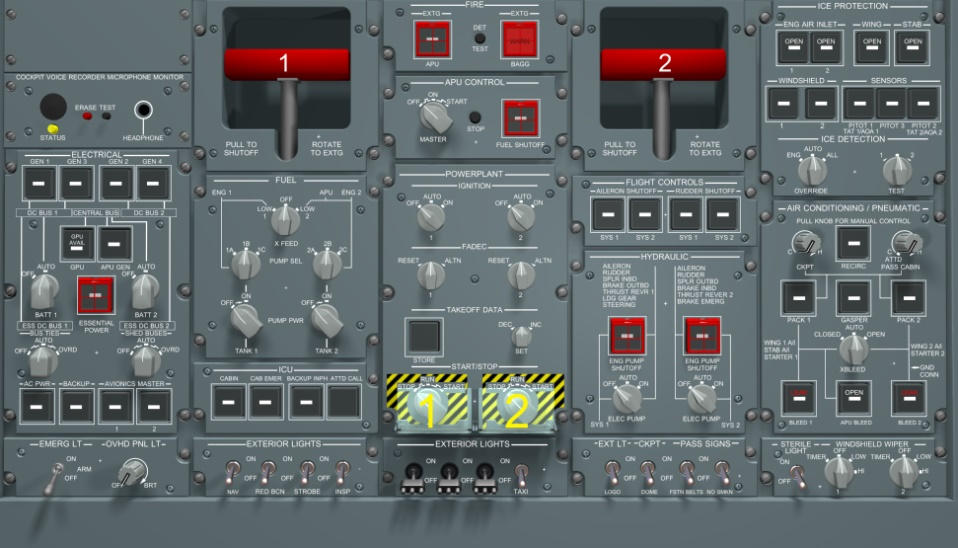 COCKPIT VOICE RECORDER MICROPHONE MONITOR
ERASE TEST
STATUS
HEADPHONE
ELECTRICAL
GEN 1 GEN 3 GEN 2 GEN 4
DC BUS 1 CENTRAL BUS DC BUS 2
GPU AVAIL
AUTO GPU APU GEN AUTO
OFF OFF
BATT 1 BATT 2
ESSENTIAL
POWER
ESS DC BUS 1 ESS DC BUS 2
BUS TIES SHED BUSES
AUTO AUTO
OFF OVRD OFF OVRD
AC PWR BACKUP AVIONICS MASTER
1 2
EMERG LT OVHD PNL LT
ON
ARM
OFF
OFF BRT
1
PULL TO
SHUTOFF
ROTATE
TO EXTG
FUEL
ENG 1 OFF APU ENG 2
LOW 1 LOW 2
X FEED
1B 2B
1A 1C PUMP SEL 2A 2C
ON ON
OFF OFF
PUMP PWR
TANK 1 TANK 2
ICU
CABIN CAB EMER BACKUP INPH ATTD CALL
EXTERIOR LIGHTS
ON ON ON ON
OFF OFF OFF OFF
NAV RED BCN STROBE INSP
FIRE
EXTG EXTG
DET
TEST
APU BAGG
APU CONTROL
ON
OFF START
STOP
MASTER
FUEL SHUTOFF
POWERPLANT
IGNITION
AUTO AUTO
OFF ON OFF ON
1 2
FADEC
RESET ALTN RESET ALTN
1 2
TAKEOFF DATA
DEC INC
SET
STORE
START/STOP
RUN RUN
STOP START STOP START
1 2
EXTERIOR LIGHTS
ON ON ON ON
OFF OFF OFF
TAXI
2
PULL TO
SHUTOFF
ROTATE
TO EXTG
FLIGHT CONTROLS
AILERON SHUTOFF RUDDER SHUTOFF
SYS 1 SYS 2 SYS 1 SYS 2
HYDRAULIC
AILERON
RUDDER
SPLR INBD
BRAKE OUTBD
THRUST REVR 1
LDG GEAR
STEERING
AILERON
RUDDER
SPLR OUTBD
BRAKE INBD
THRUST REVER 2
BRAKE EMERG
ENG PUMP
SHUTOFF
ENG PUMP
SHUTOFF
AUTO AUTO
OFF ON OFF ON
ELEC PUMP ELEC PUMP
SYS 1 SYS 2
EXT LT CKPT PASS SIGNS
ON ON ON ON
OFF OFF OFF OFF
LOGO DOME FSTN BELTS NO SMKN
ICE PROTECTION
ENG AIR INLET WING STAB
OPEN OPEN OPEN OPEN
1 2
WINDSHIELD SENSORS
1 2
PITOT 1
TAT 1/AOA 1
PITOT 3
PITOT 2
TAT 2/AOA 2
ICE DETECTION
AUTO
ENG ALL
1 2
OVERRIDE TEST
AIR CONDITIONING / PNEUMATIC
PULL KNOB FOR MANUAL CONTROL
C H C H
ATTD
CKPT RECIRC PASS CABIN
PACK 1 GASPER PACK 2
AUTO
CLOSED OPEN
WING 1 A/I
STAB A/I
STARTER 1
WING 2 A/I
STARTER 2
XBLEED
GND
CONN
OPEN
BLEED 1 APU BLEED BLEED 2
STERILE
LIGHT
WINDSHIELD WIPER
ON
OFF
OFF OFF
TIMER LOW TIMER LOW
HI HI
1 2